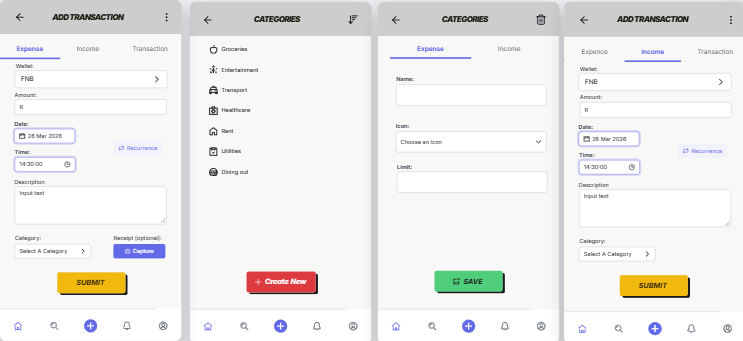 ADD TRANSACTION
Expense Income Transaction
Wallet:
FNB
Amount:
R
Date:
26 Mar 2026
Recurrence
Time:
14:30:00
Description
Input text
Category: Receipt (optional):
Select A Category Capture
SUBMIT
CATEGORIES
Groceries
Entertainment
Transport
Healthcare
Rent
Utilities
Dining out
Create New
CATEGORIES
Expense Income
Name:
Icon:
Choose an Icon
Limit:
SAVE
ADD TRANSACTION
Expence Income Transaction
Wallet:
FNB
Amount:
R
Date:
26 Mar 2026
Recurrence
Time:
14:30:00
Description
Input text
Category:
Select A Category
SUBMIT